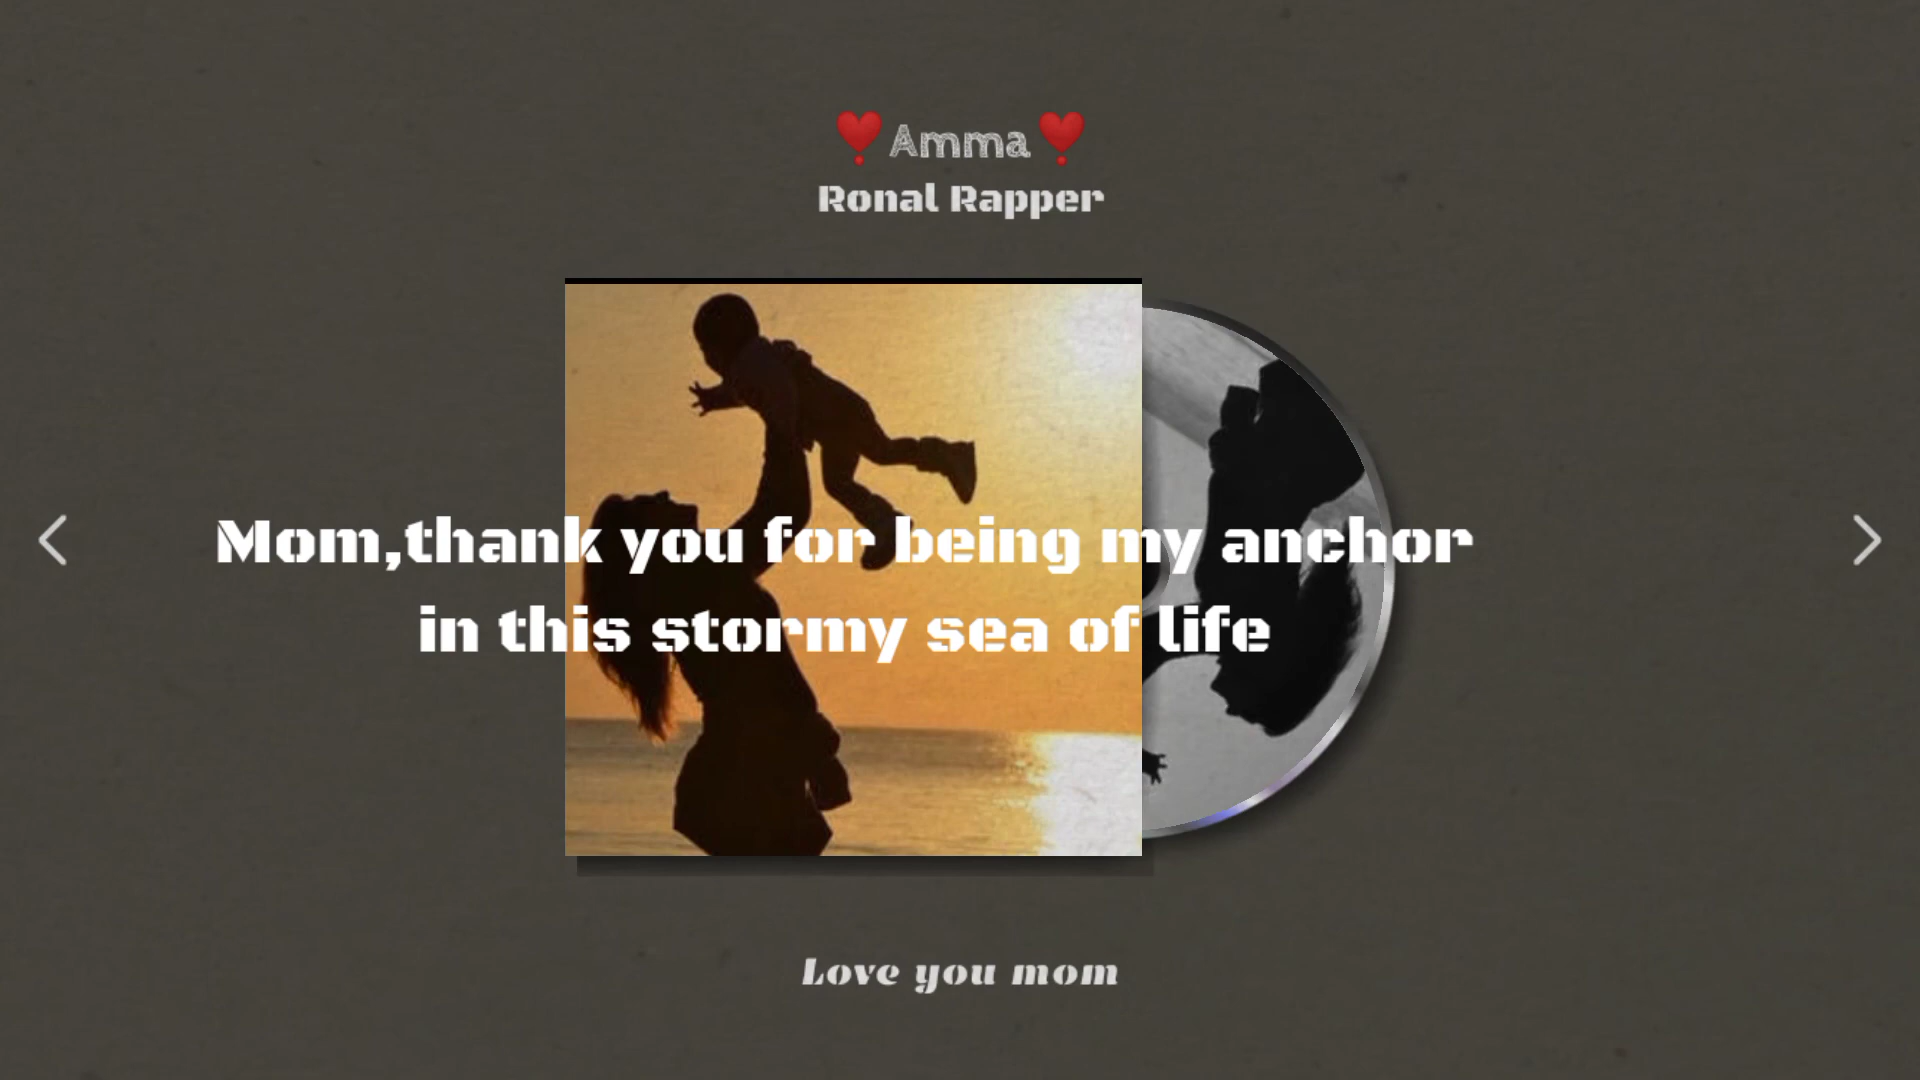 ❣️Amma❣️
Ronal Rapper
Mom,thank you for being my anchor
in this stormy sea of life
Love you mom